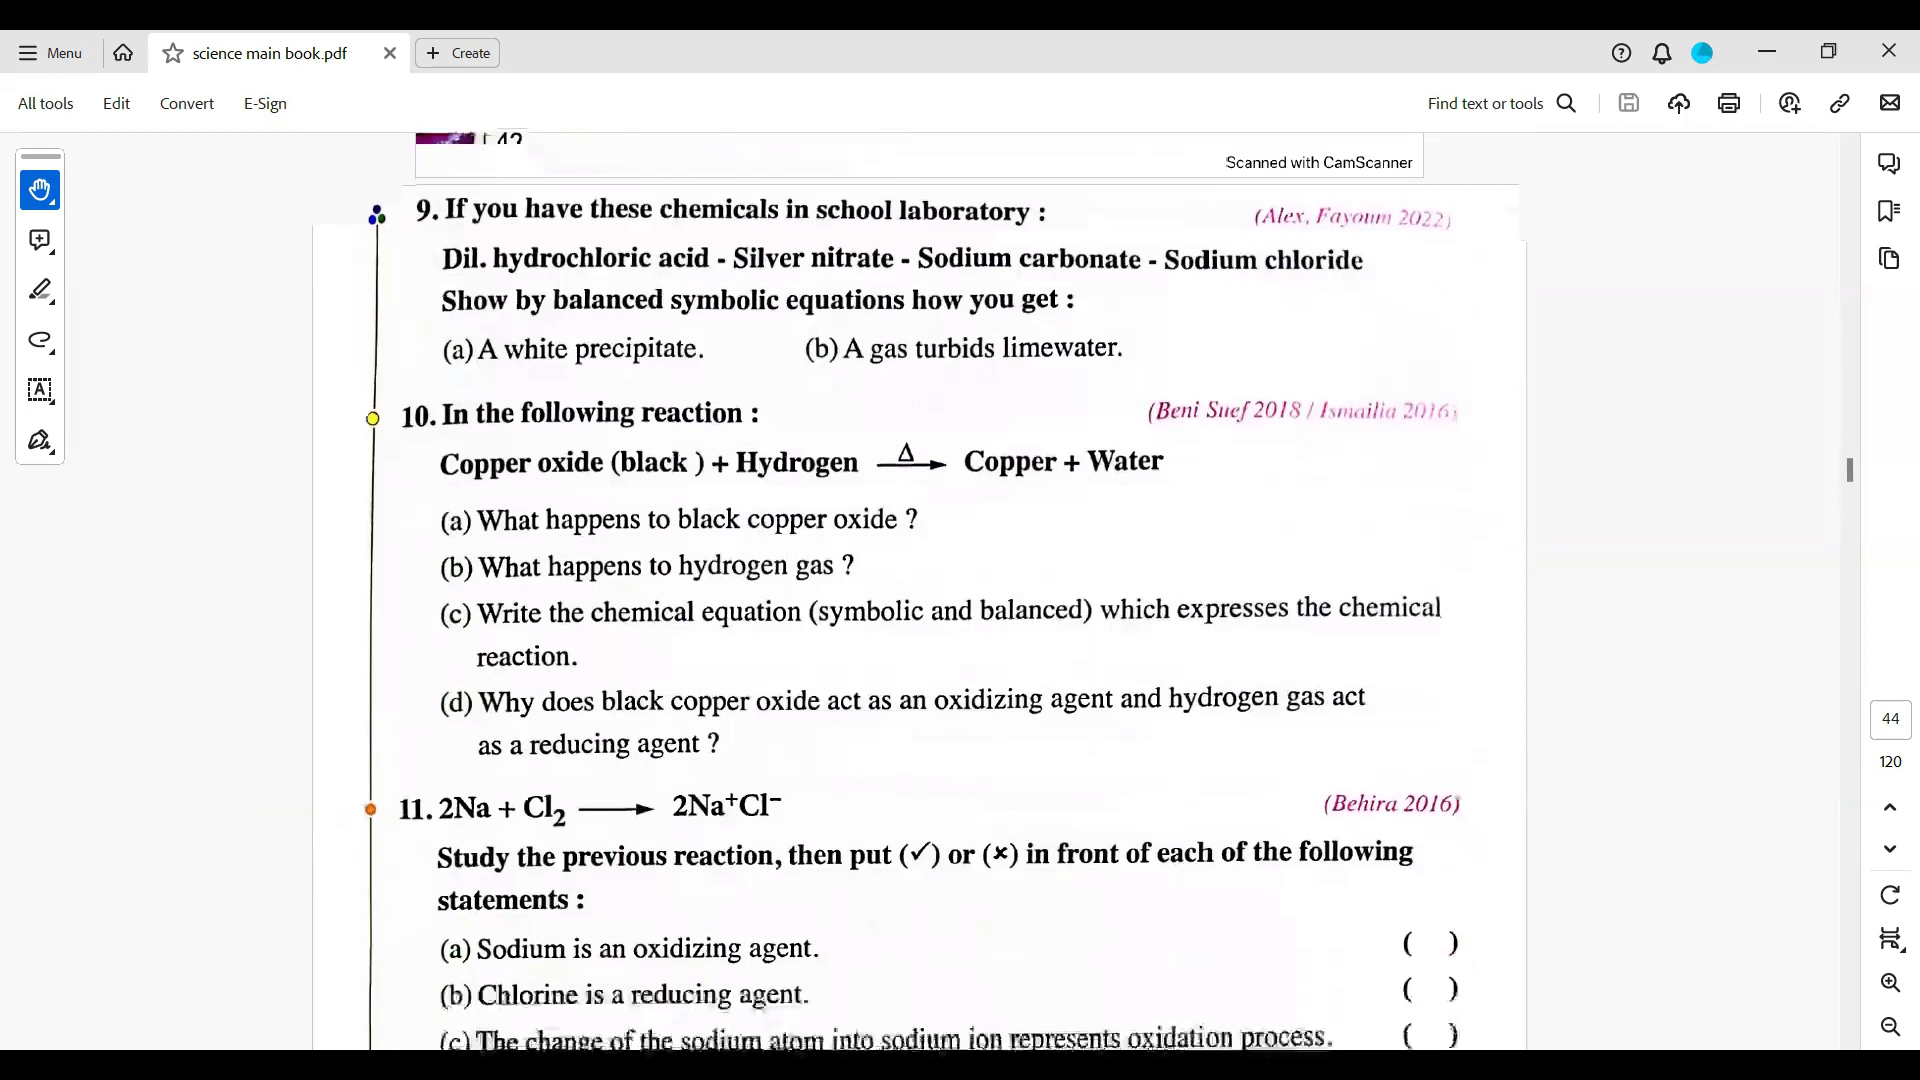 Menu
science main book.pdf
Create
All tools
Edit
Convert
E-Sign
Find text or tools
42
Scanned with CamScanner
9. If you have these chemicals in school laboratory :
(Alex, Fayoum 2022)
Dil. hydrochloric acid - Silver nitrate - Sodium carbonate - Sodium chloride
Show by balanced symbolic equations how you get :
(a) A white precipitate.
(b) A gas turbids limewater.
10. In the following reaction :
(Beni Suef 2018 / Ismailia 2016)
Copper oxide (black ) + Hydrogen —Δ→ Copper + Water
(a) What happens to black copper oxide ?
(b) What happens to hydrogen gas ?
(c) Write the chemical equation (symbolic and balanced) which expresses the chemical
reaction.
(d) Why does black copper oxide act as an oxidizing agent and hydrogen gas act
as a reducing agent ?
11. 2Na + Cl₂ ⟶ 2Na⁺Cl⁻
(Behira 2016)
Study the previous reaction, then put (✓) or (×) in front of each of the following
statements :
(a) Sodium is an oxidizing agent. ( )
(b) Chlorine is a reducing agent. ( )
(c) The change of the sodium atom into sodium ion represents oxidation process. ( )
44
120